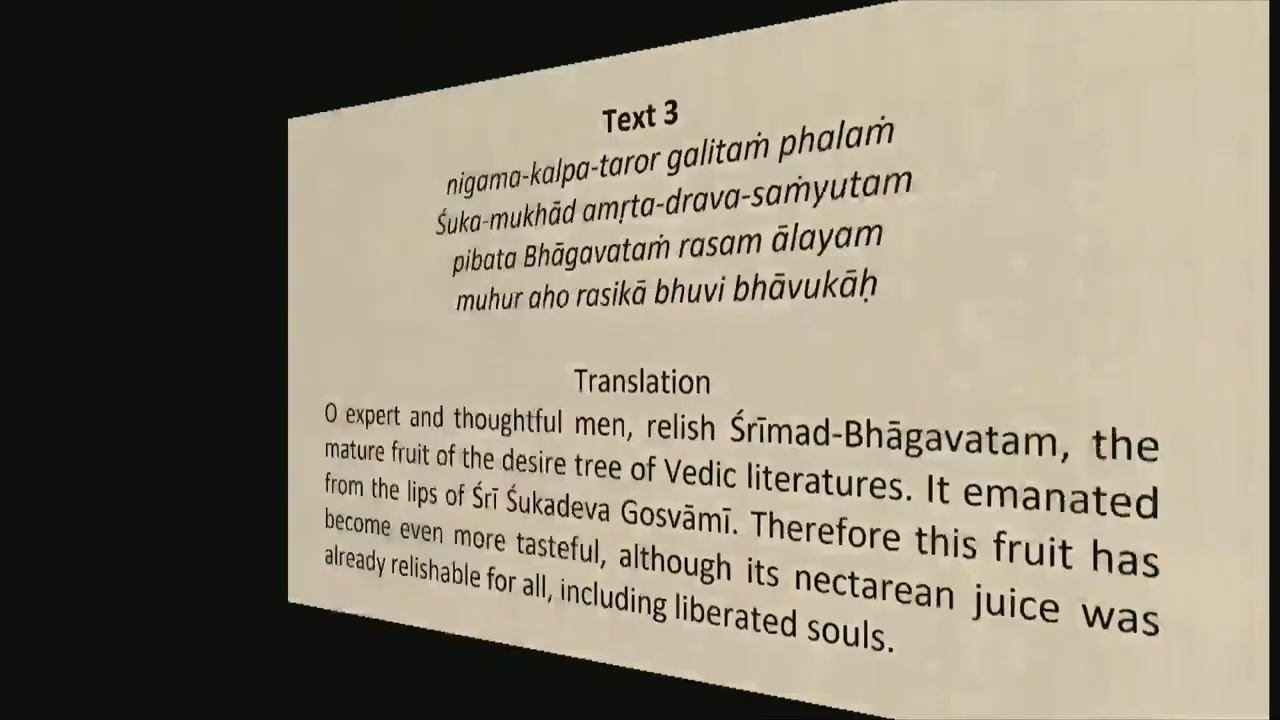 Text 3
nigama-kalpa-taror galitaṁ phalaṁ
Śuka-mukhād amṛta-drava-saṁyutam
pibata Bhāgavataṁ rasam ālayam
muhur aho rasikā bhuvi bhāvukāḥ
Translation
O expert and thoughtful men, relish Śrīmad-Bhāgavatam, the
mature fruit of the desire tree of Vedic literatures. It emanated
from the lips of Śrī Śukadeva Gosvāmī. Therefore this fruit has
become even more tasteful, although its nectarean juice was
already relishable for all, including liberated souls.